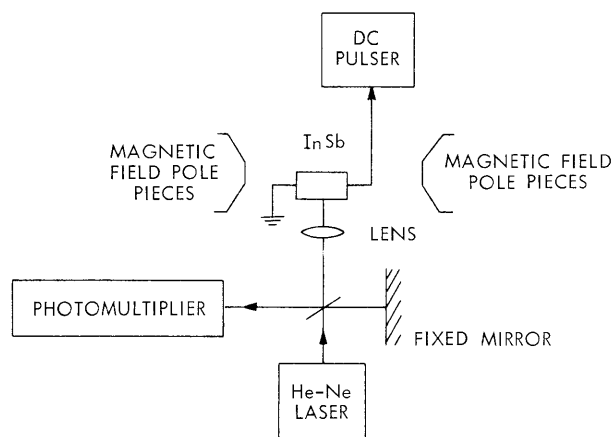 DC
PULSER
InSb
MAGNETIC
FIELD POLE
PIECES
MAGNETIC FIELD
POLE PIECES
LENS
PHOTOMULTIPLIER
FIXED MIRROR
He-Ne
LASER